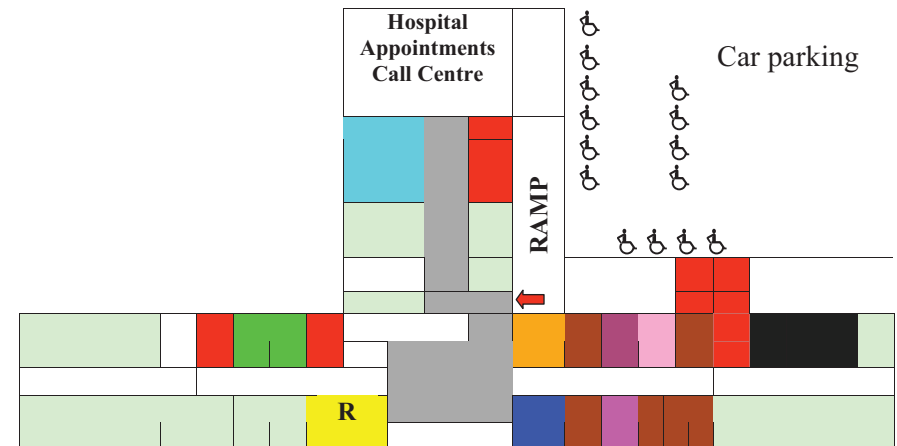 Hospital
Appointments
Call Centre
Car parking
RAMP
R